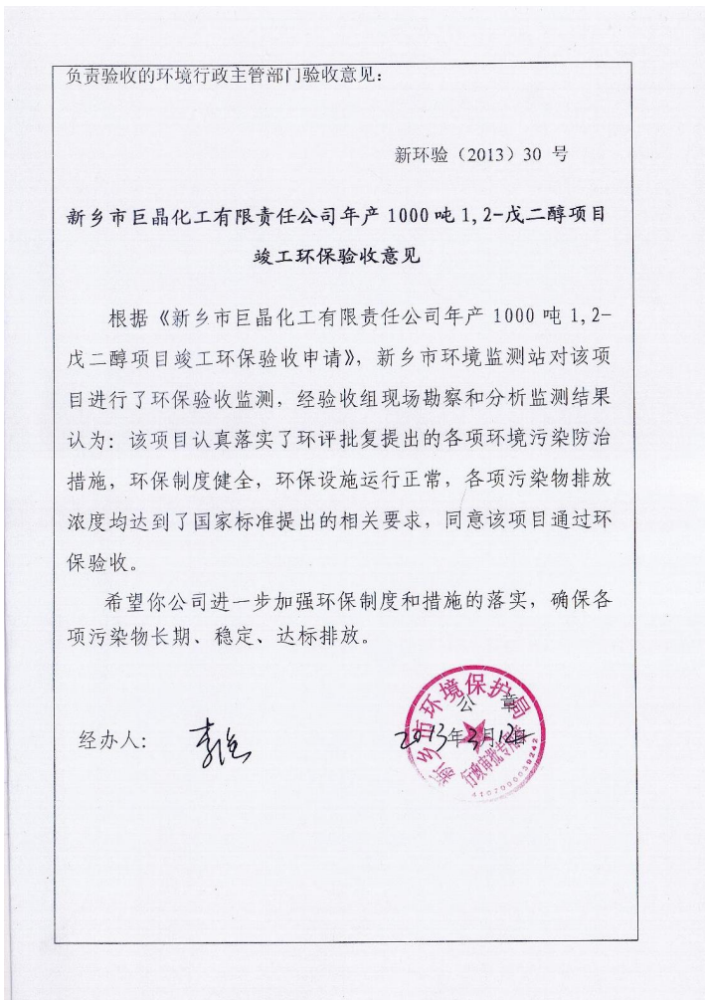 负责验收的环境行政主管部门验收意见：
新环验（2013）30 号
新乡市巨晶化工有限责任公司年产 1000 吨 1,2-戊二醇项目
竣工环保验收意见
根据《新乡市巨晶化工有限责任公司年产 1000 吨 1,2-
戊二醇项目竣工环保验收申请》，新乡市环境监测站对该项
目进行了环保验收监测，经验收组现场勘察和分析监测结果
认为：该项目认真落实了环评批复提出的各项环境污染防治
措施，环保制度健全，环保设施运行正常，各项污染物排放
浓度均达到了国家标准提出的相关要求，同意该项目通过环
保验收。
希望你公司进一步加强环保制度和措施的落实，确保各
项污染物长期、稳定、达标排放。
新乡市环境保护局
公 章
经办人：
2013年3月12日
行政审批专用章
4107000039242